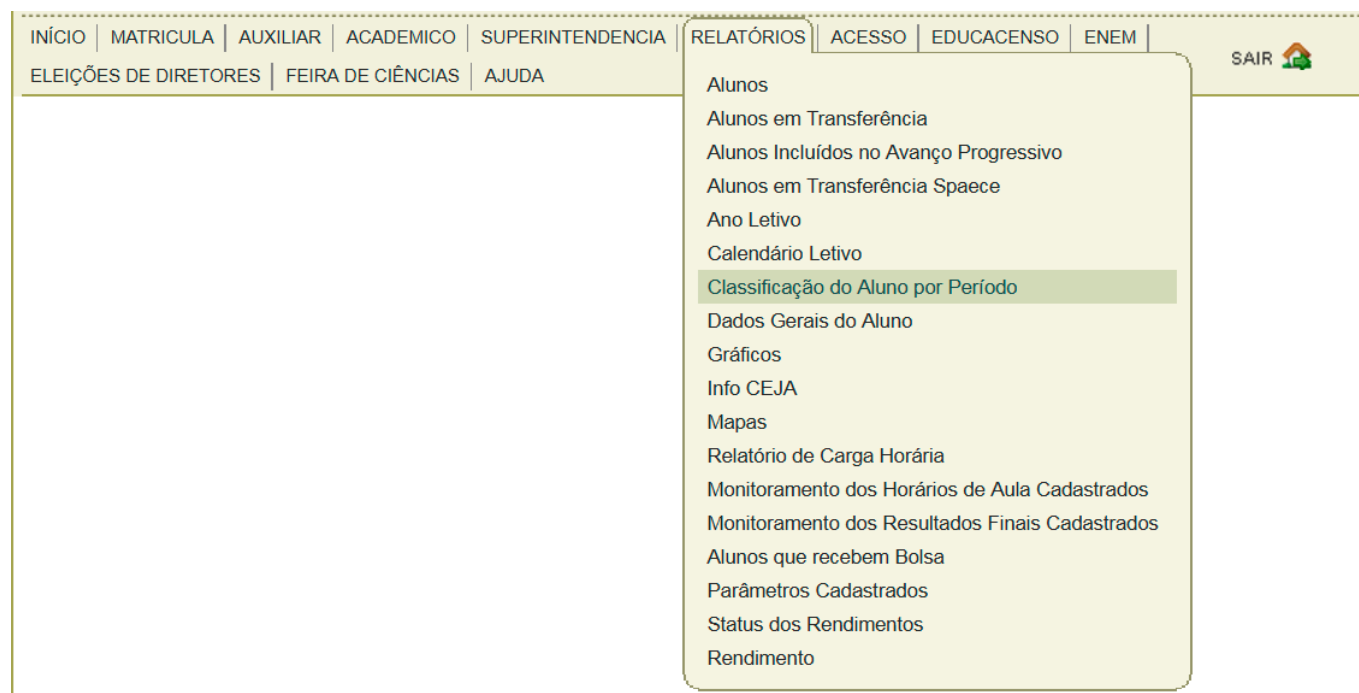 INÍCIO | MATRICULA | AUXILIAR | ACADEMICO | SUPERINTENDENCIA | RELATÓRIOS | ACESSO | EDUCACENSO | ENEM |
SAIR
ELEIÇÕES DE DIRETORES | FEIRA DE CIÊNCIAS | AJUDA
Alunos
Alunos em Transferência
Alunos Incluídos no Avanço Progressivo
Alunos em Transferência Spaece
Ano Letivo
Calendário Letivo
Classificação do Aluno por Período
Dados Gerais do Aluno
Gráficos
Info CEJA
Mapas
Relatório de Carga Horária
Monitoramento dos Horários de Aula Cadastrados
Monitoramento dos Resultados Finais Cadastrados
Alunos que recebem Bolsa
Parâmetros Cadastrados
Status dos Rendimentos
Rendimento